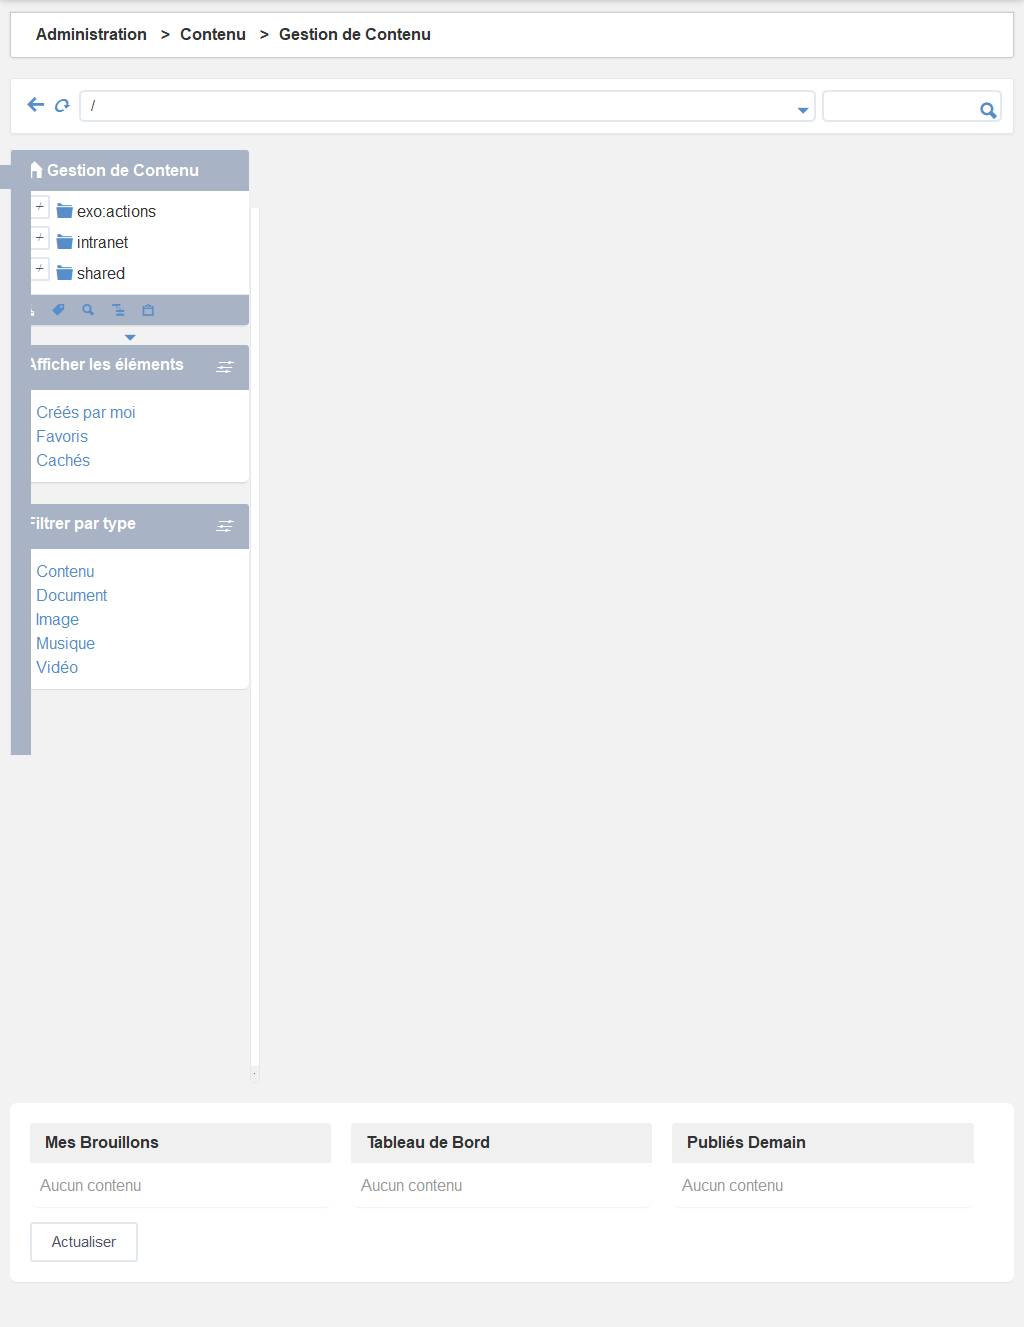 Administration > Contenu > Gestion de Contenu
/
Gestion de Contenu
exo:actions
intranet
shared
Afficher les éléments
Créés par moi
Favoris
Cachés
Filtrer par type
Contenu
Document
Image
Musique
Vidéo
Mes Brouillons
Tableau de Bord
Publiés Demain
Aucun contenu
Aucun contenu
Aucun contenu
Actualiser